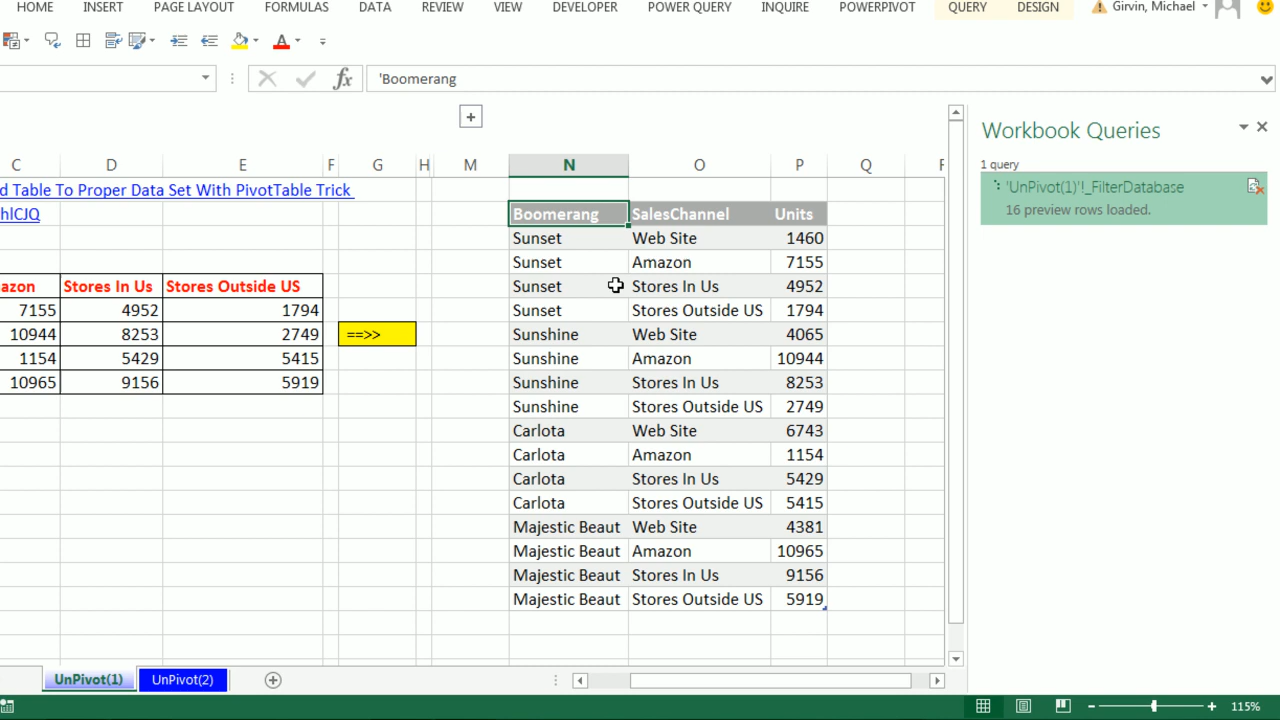 HOME INSERT PAGE LAYOUT FORMULAS DATA REVIEW VIEW DEVELOPER POWER QUERY INQUIRE POWERPIVOT QUERY DESIGN Girvin, Michael
fx 'Boomerang
+
C D E F G H M N O P Q
d Table To Proper Data Set With PivotTable Trick
hlCJQ
azon Stores In Us Stores Outside US
7155 4952 1794
10944 8253 2749
1154 5429 5415
10965 9156 5919
==>>
Boomerang SalesChannel Units
Sunset Web Site 1460
Sunset Amazon 7155
Sunset Stores In Us 4952
Sunset Stores Outside US 1794
Sunshine Web Site 4065
Sunshine Amazon 10944
Sunshine Stores In Us 8253
Sunshine Stores Outside US 2749
Carlota Web Site 6743
Carlota Amazon 1154
Carlota Stores In Us 5429
Carlota Stores Outside US 5415
Majestic Beaut Web Site 4381
Majestic Beaut Amazon 10965
Majestic Beaut Stores In Us 9156
Majestic Beaut Stores Outside US 5919
Workbook Queries
1 query
'UnPivot(1)'!_FilterDatabase
16 preview rows loaded.
UnPivot(1) UnPivot(2)
115%